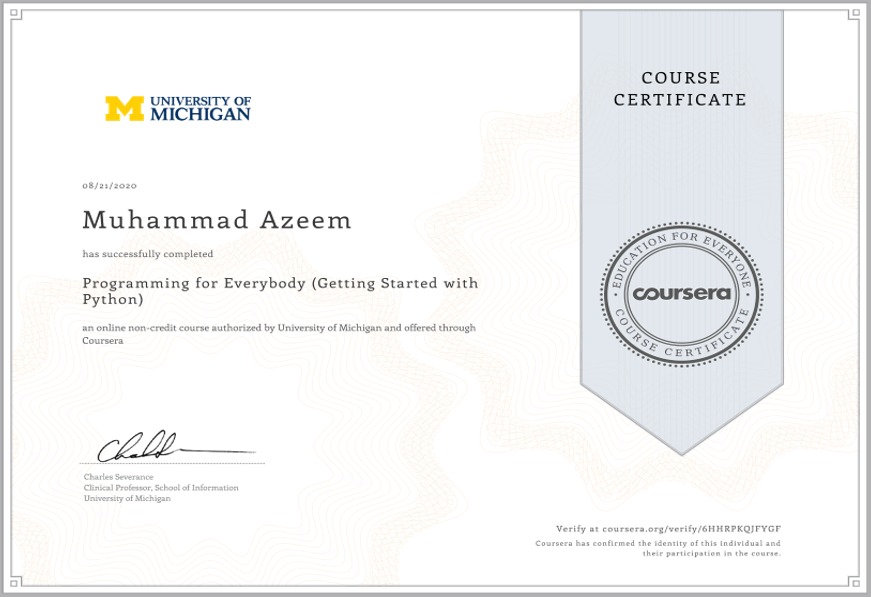 UNIVERSITY OF
MICHIGAN
COURSE
CERTIFICATE
08/21/2020
Muhammad Azeem
has successfully completed
Programming for Everybody (Getting Started with
Python)
an online non-credit course authorized by University of Michigan and offered through
Coursera
EDUCATION FOR EVERYONE
coursera
COURSE CERTIFICATE
Charles Severance
Clinical Professor, School of Information
University of Michigan
Verify at coursera.org/verify/6HHRPKQJFYGF
Coursera has confirmed the identity of this individual and
their participation in the course.